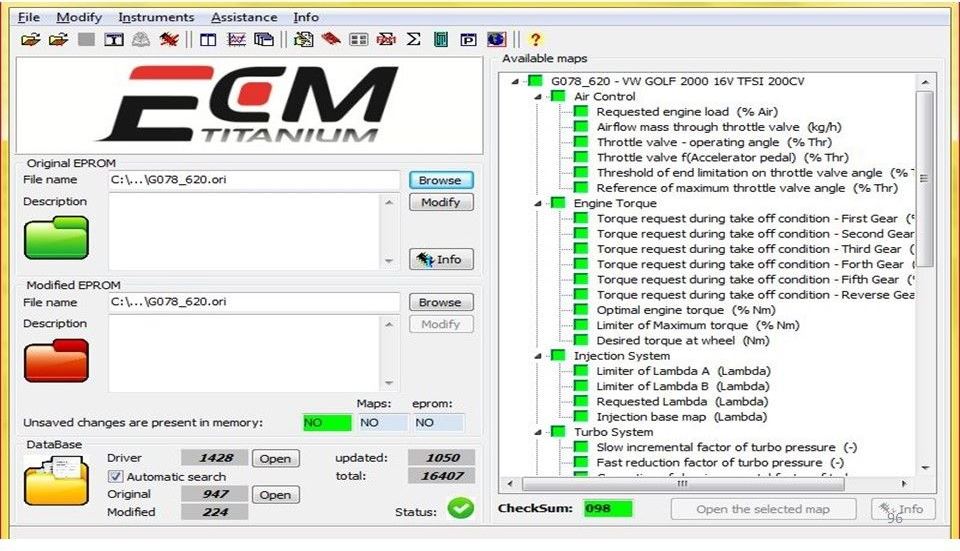 File Modify Instruments Assistance Info
ECM
TITANIUM
Original EPROM
File name C:\...\G078_620.ori Browse
Description Modify
Info
Modified EPROM
File name C:\...\G078_620.ori Browse
Description Modify
Maps: eprom:
Unsaved changes are present in memory: NO NO NO
DataBase
Driver 1428 Open updated: 1050
Automatic search total: 16407
Original 947 Open
Modified 224 Status:
Available maps
G078_620 - VW GOLF 2000 16V TFSI 200CV
Air Control
Requested engine load (% Air)
Airflow mass through throttle valve (kg/h)
Throttle valve - operating angle (% Thr)
Throttle valve f(Accelerator pedal) (% Thr)
Threshold of end limitation on throttle valve angle (%
Reference of maximum throttle valve angle (% Thr)
Engine Torque
Torque request during take off condition - First Gear (
Torque request during take off condition - Second Gear
Torque request during take off condition - Third Gear (
Torque request during take off condition - Forth Gear (
Torque request during take off condition - Fifth Gear (
Torque request during take off condition - Reverse Gea
Optimal engine torque (% Nm)
Limiter of Maximum torque (% Nm)
Desired torque at wheel (Nm)
Injection System
Limiter of Lambda A (Lambda)
Limiter of Lambda B (Lambda)
Requested Lambda (Lambda)
Injection base map (Lambda)
Turbo System
Slow incremental factor of turbo pressure (-)
Fast reduction factor of turbo pressure (-)
CheckSum: 098 Open the selected map Info
96